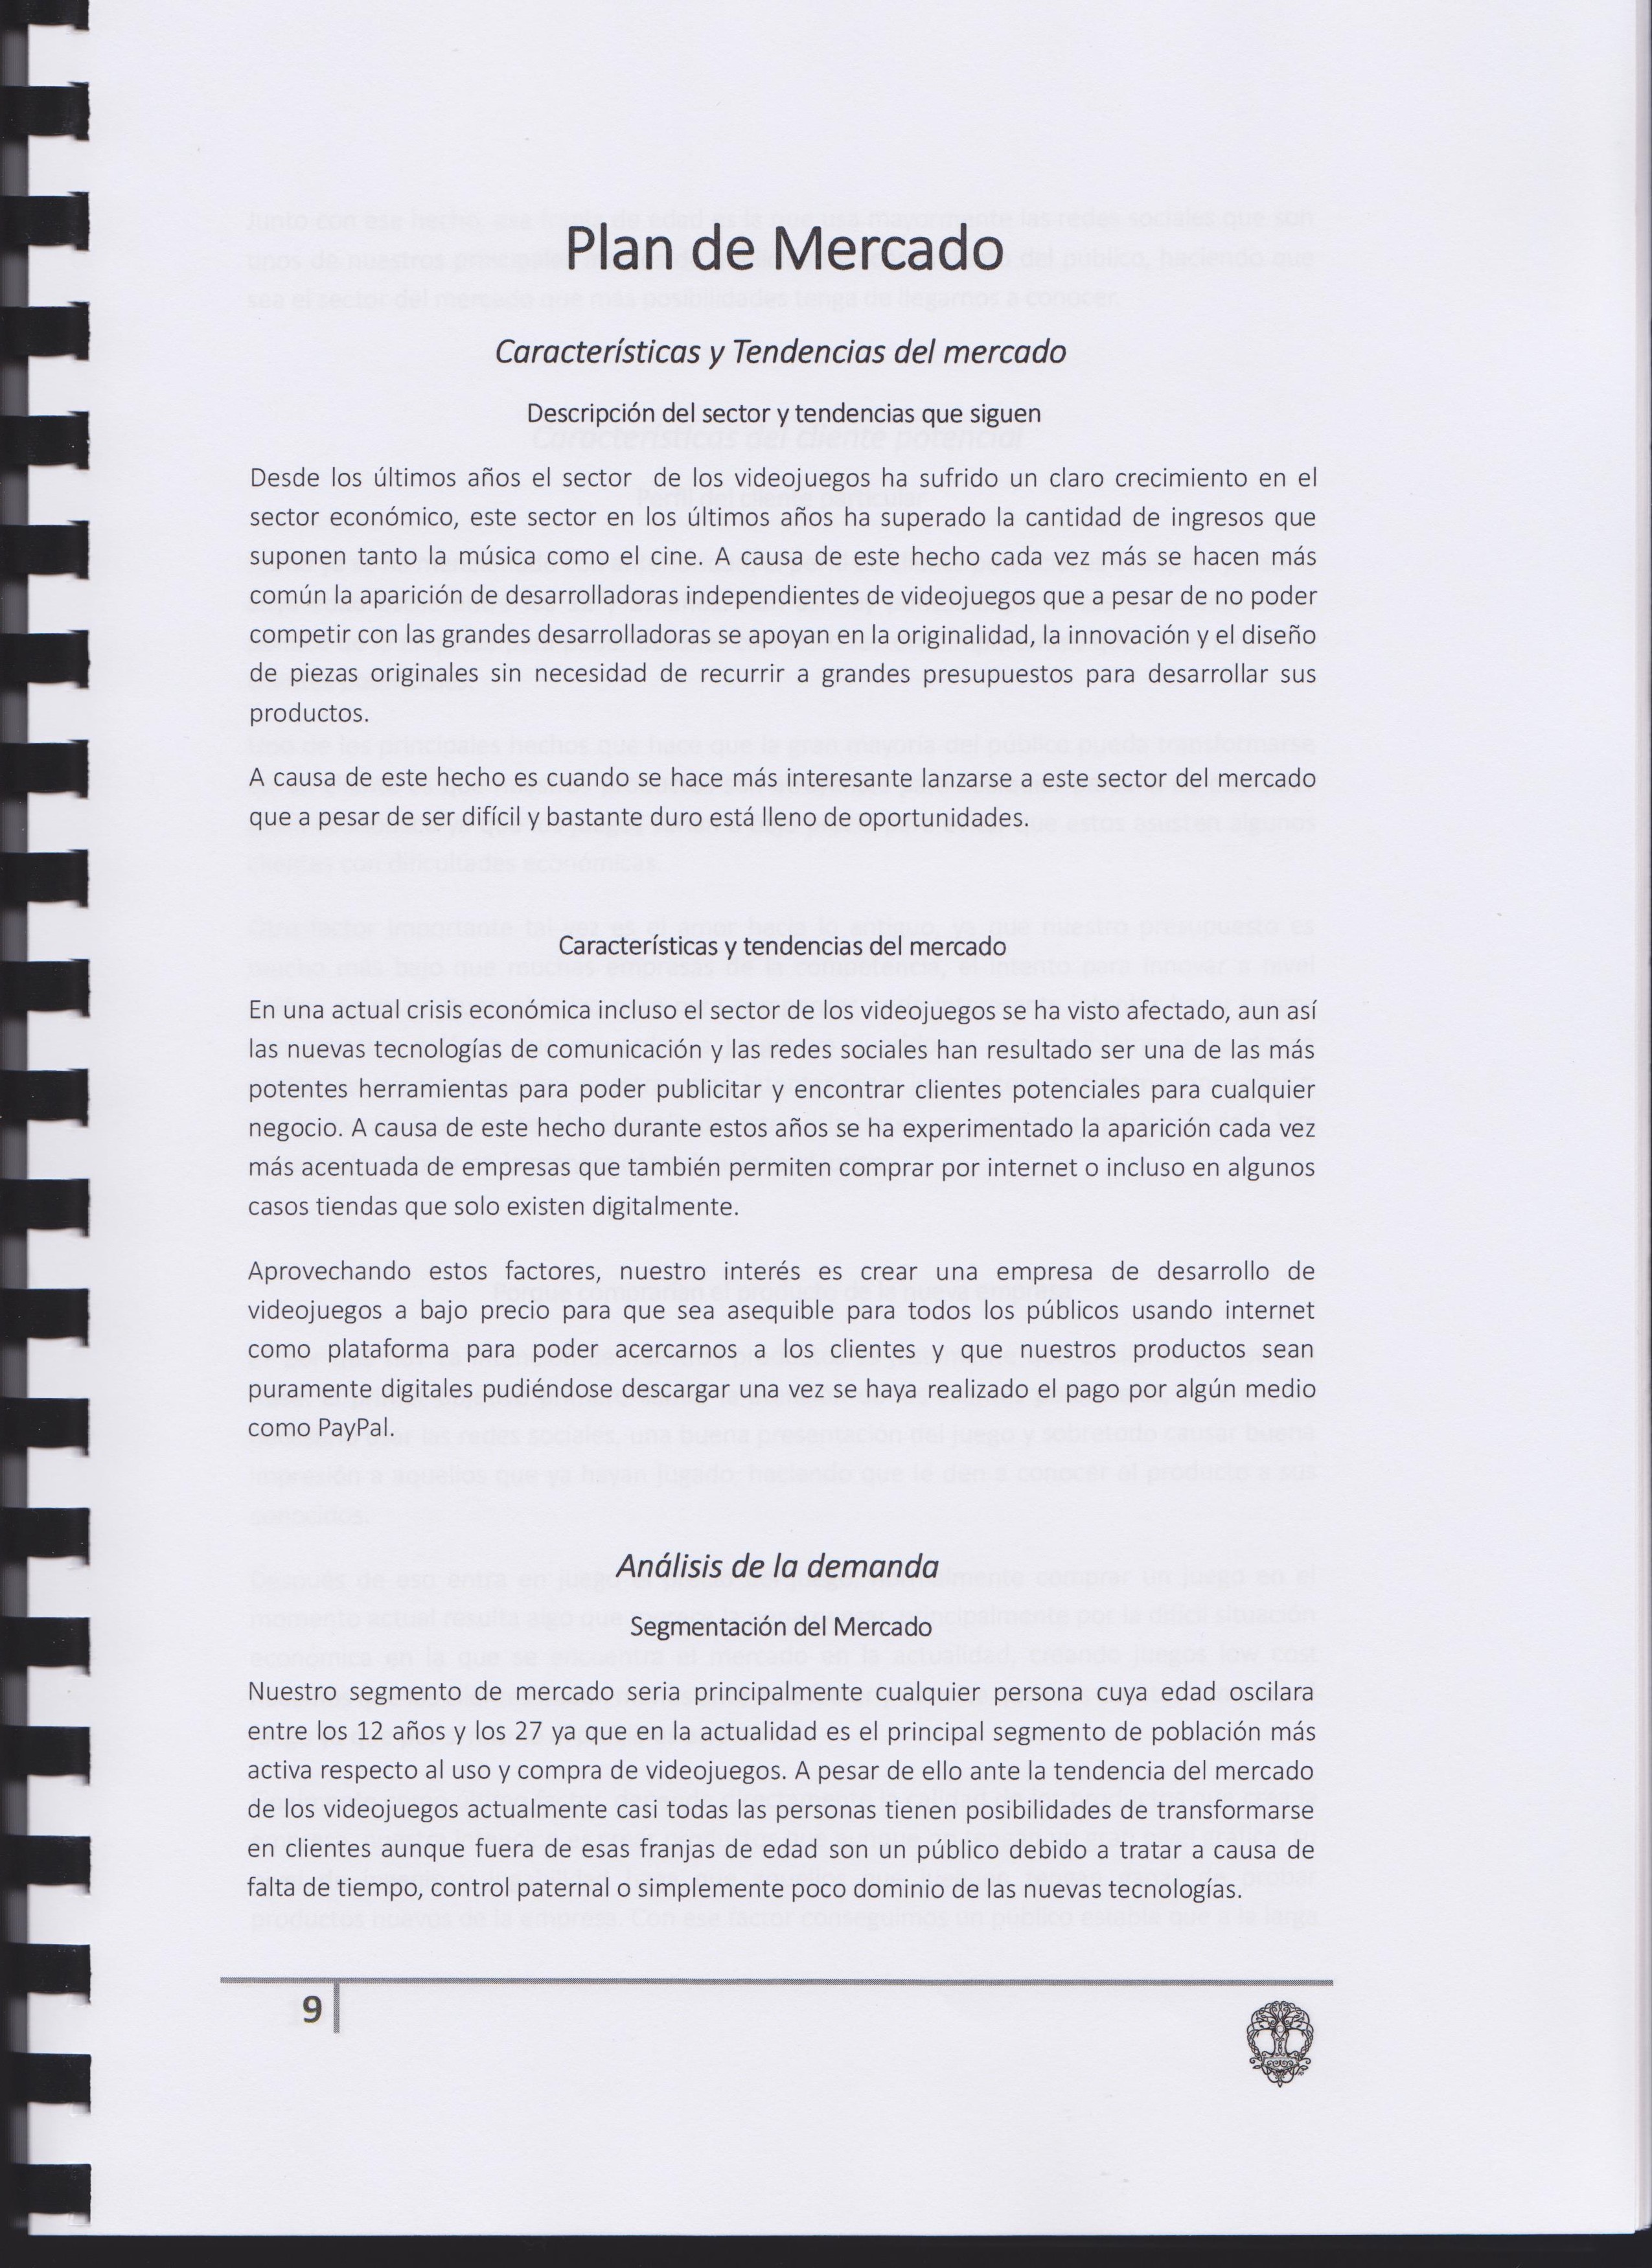 Plan de Mercado
Características y Tendencias del mercado
Descripción del sector y tendencias que siguen
Desde los últimos años el sector de los videojuegos ha sufrido un claro crecimiento en el
sector económico, este sector en los últimos años ha superado la cantidad de ingresos que
suponen tanto la música como el cine. A causa de este hecho cada vez más se hacen más
común la aparición de desarrolladoras independientes de videojuegos que a pesar de no poder
competir con las grandes desarrolladoras se apoyan en la originalidad, la innovación y el diseño
de piezas originales sin necesidad de recurrir a grandes presupuestos para desarrollar sus
productos.
A causa de este hecho es cuando se hace más interesante lanzarse a este sector del mercado
que a pesar de ser difícil y bastante duro está lleno de oportunidades.
Características y tendencias del mercado
En una actual crisis económica incluso el sector de los videojuegos se ha visto afectado, aun así
las nuevas tecnologías de comunicación y las redes sociales han resultado ser una de las más
potentes herramientas para poder publicitar y encontrar clientes potenciales para cualquier
negocio. A causa de este hecho durante estos años se ha experimentado la aparición cada vez
más acentuada de empresas que también permiten comprar por internet o incluso en algunos
casos tiendas que solo existen digitalmente.
Aprovechando estos factores, nuestro interés es crear una empresa de desarrollo de
videojuegos a bajo precio para que sea asequible para todos los públicos usando internet
como plataforma para poder acercarnos a los clientes y que nuestros productos sean
puramente digitales pudiéndose descargar una vez se haya realizado el pago por algún medio
como PayPal.
Análisis de la demanda
Segmentación del Mercado
Nuestro segmento de mercado seria principalmente cualquier persona cuya edad oscilara
entre los 12 años y los 27 ya que en la actualidad es el principal segmento de población más
activa respecto al uso y compra de videojuegos. A pesar de ello ante la tendencia del mercado
de los videojuegos actualmente casi todas las personas tienen posibilidades de transformarse
en clientes aunque fuera de esas franjas de edad son un público debido a tratar a causa de
falta de tiempo, control paternal o simplemente poco dominio de las nuevas tecnologías.
9